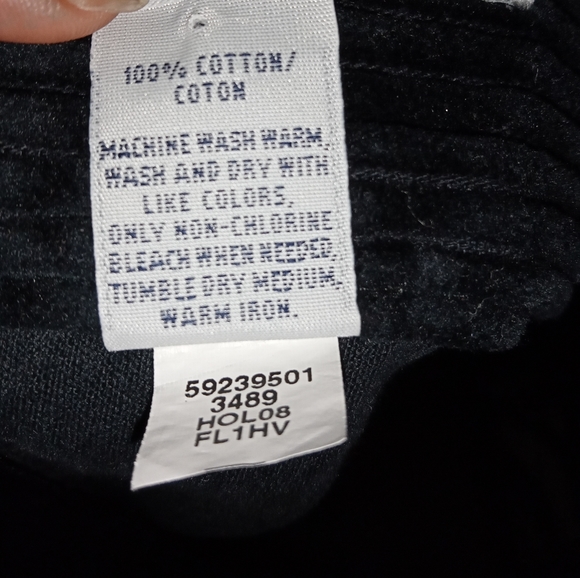 100% COTTON/
COTON
MACHINE WASH WARM,
WASH AND DRY WITH
LIKE COLORS,
ONLY NON-CHLORINE
BLEACH WHEN NEEDED,
TUMBLE DRY MEDIUM,
WARM IRON.
59239501
3489
HOL08
FL1HV